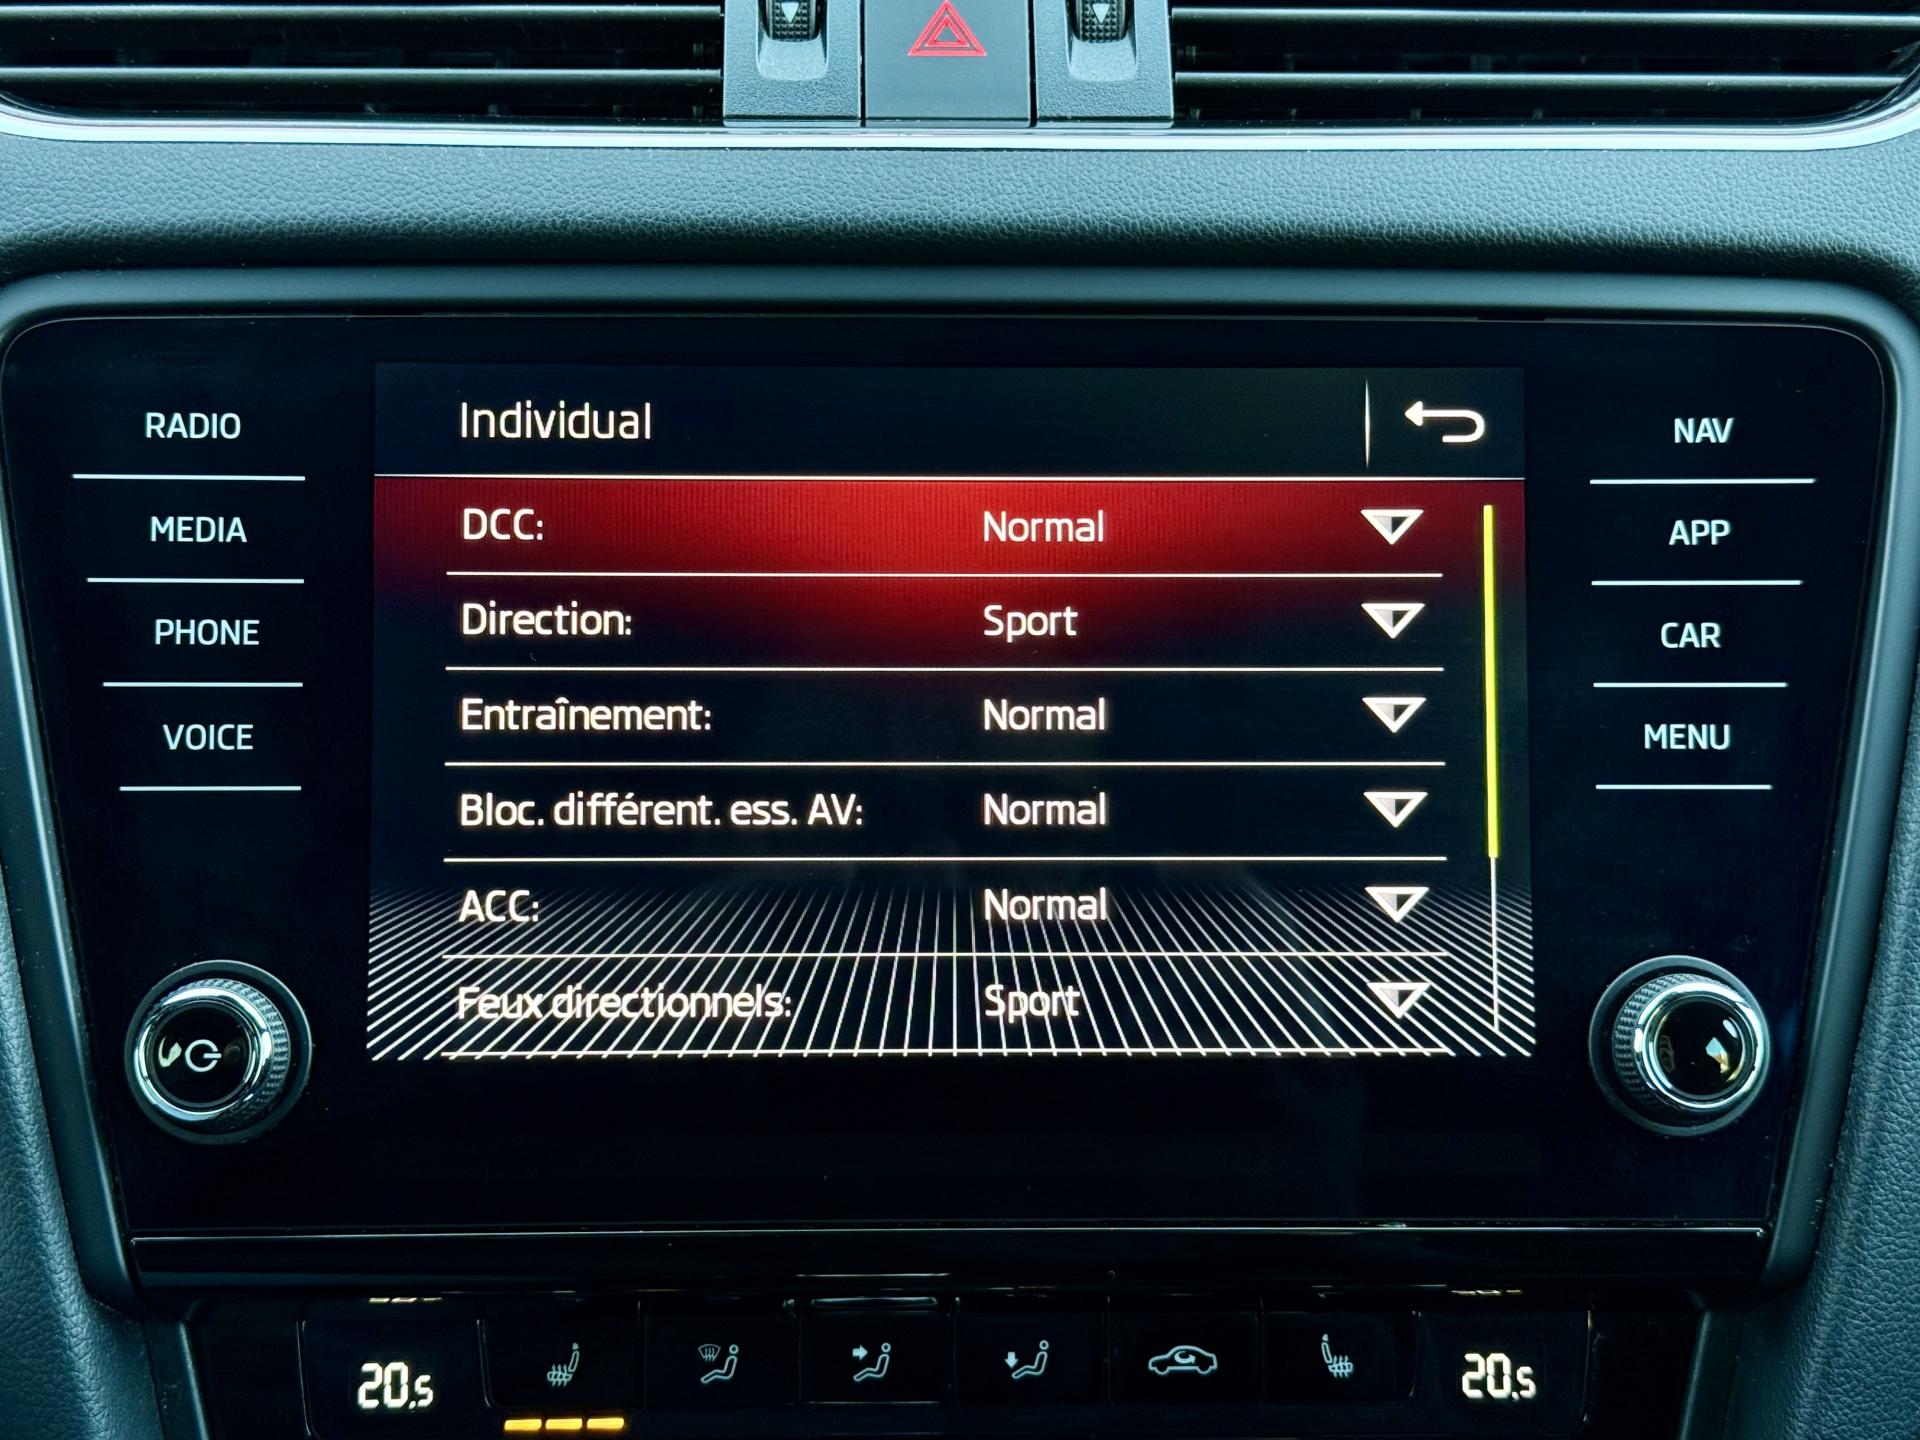 Individual
DCC: Normal
Direction: Sport
Entraînement: Normal
Bloc. différent. ess. AV: Normal
ACC: Normal
Feux directionnels: Sport
RADIO
MEDIA
PHONE
VOICE
NAV
APP
CAR
MENU
20,5
20,5